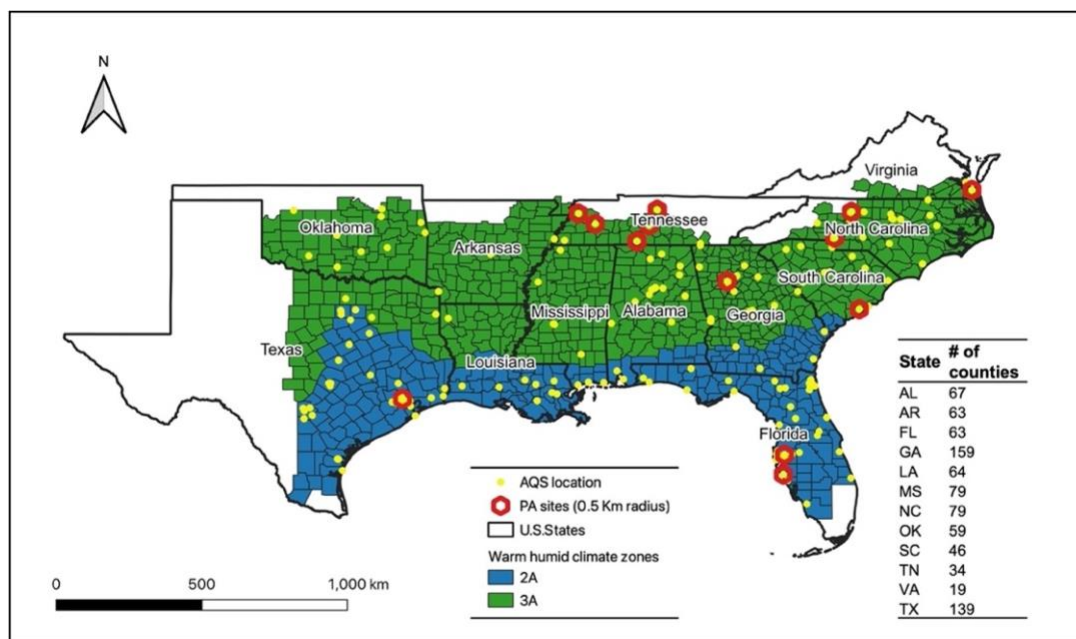 N
Virginia
Oklahoma
Tennessee
North Carolina
Arkansas
South Carolina
Mississippi
Alabama
Georgia
Texas
Louisiana
Florida
State # of counties
AL 67
AR 63
FL 63
GA 159
LA 64
MS 79
NC 79
OK 59
SC 46
TN 34
VA 19
TX 139
AQS location
PA sites (0.5 Km radius)
U.S.States
Warm humid climate zones
2A
3A
0 500 1,000 km